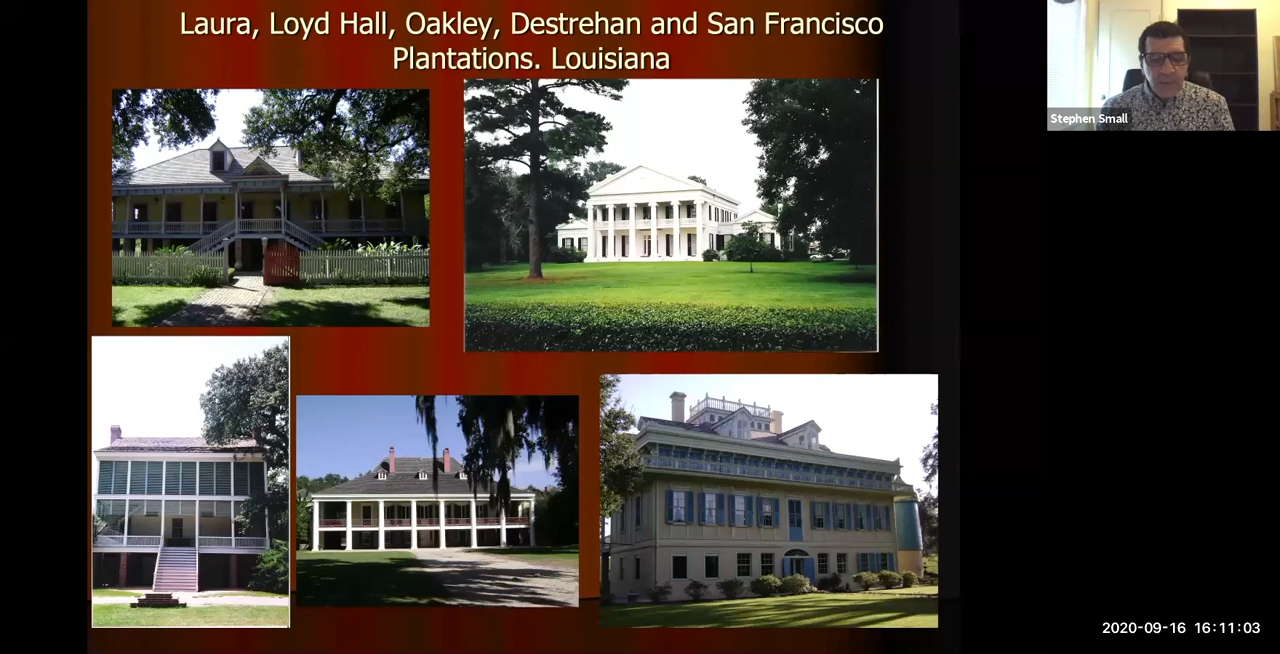 Laura, Loyd Hall, Oakley, Destrehan and San Francisco
Plantations. Louisiana
Stephen Small
2020-09-16 16:11:03